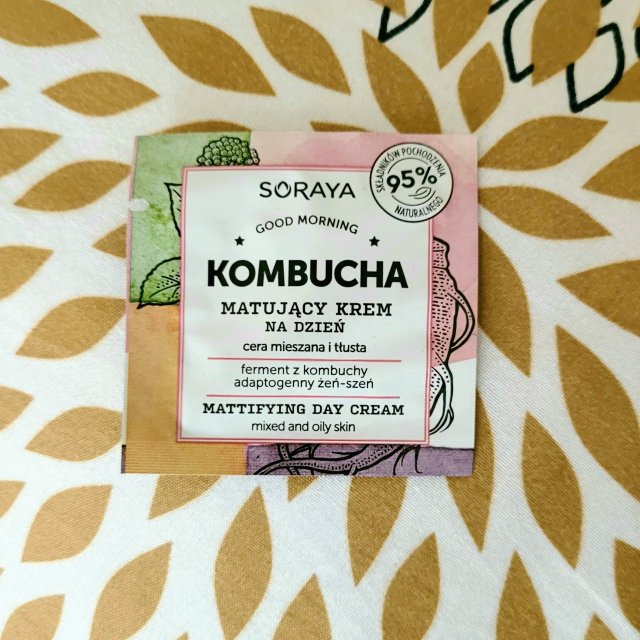 SORAYA
SKŁADNIKÓW POCHODZENIA
95%
NATURALNEGO
GOOD MORNING
KOMBUCHA
MATUJĄCY KREM
NA DZIEŃ
cera mieszana i tłusta
ferment z kombuchy
adaptogenny żeń-szeń
MATTIFYING DAY CREAM
mixed and oily skin